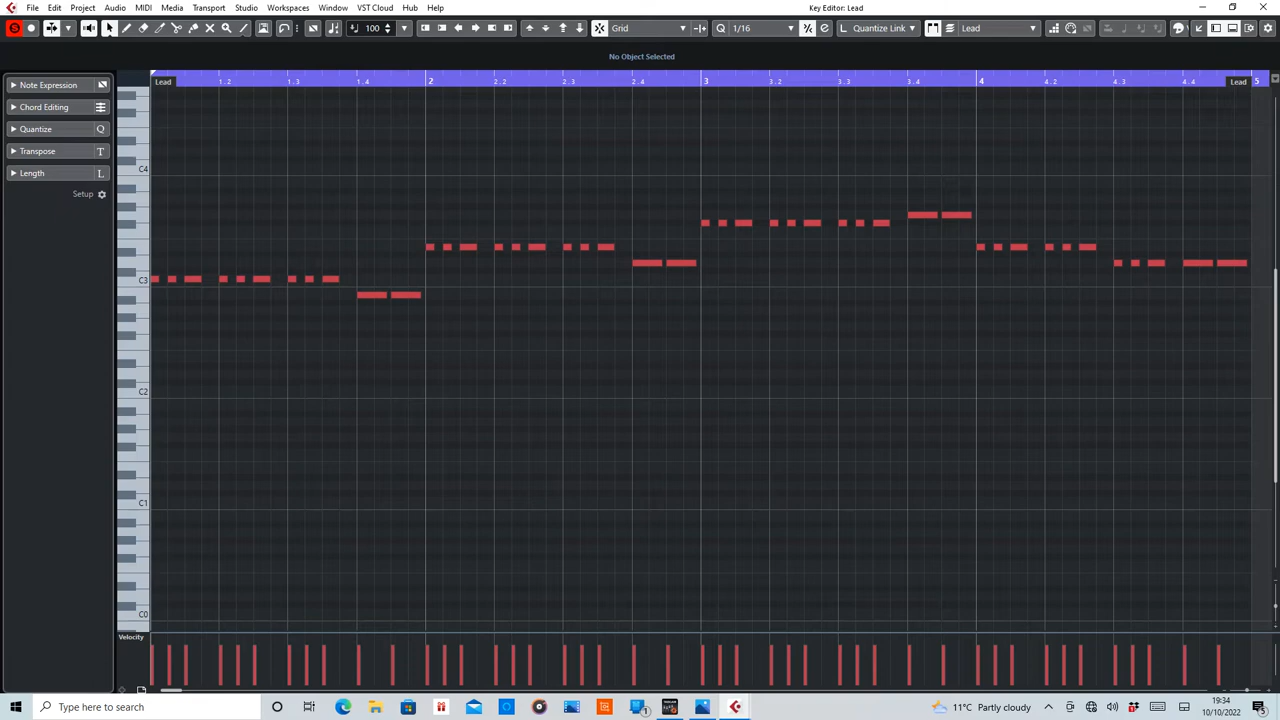 Key Editor: Lead
File Edit Project Audio MIDI Media Transport Studio Workspaces Window VST Cloud Hub Help
S 100 Grid Q 1/16 Quantize Link Lead
No Object Selected
Lead 1.2 1.3 1.4 2 2.2 2.3 2.4 3 3.2 3.3 3.4 4 4.2 4.3 4.4 Lead 5
Note Expression
Chord Editing
Quantize Q
Transpose T
Length L
Setup
C4
C3
C2
C1
C0
Velocity
Type here to search
11°C Partly cloudy
19:34
10/10/2022